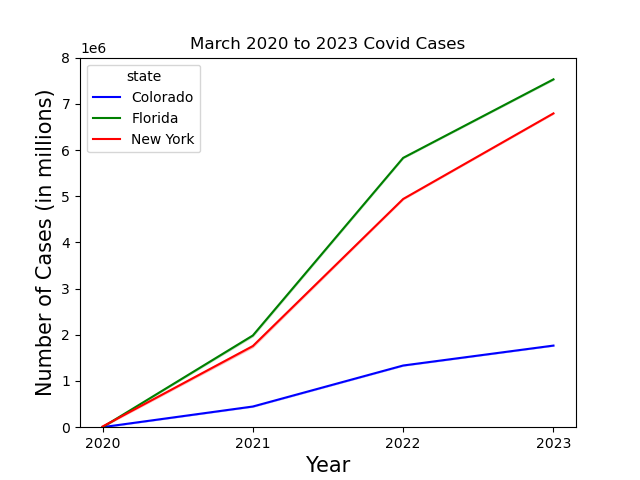 March 2020 to 2023 Covid Cases
1e6
8
7
6
5
4
3
2
1
0
state
Colorado
Florida
New York
Number of Cases (in millions)
2020 2021 2022 2023
Year